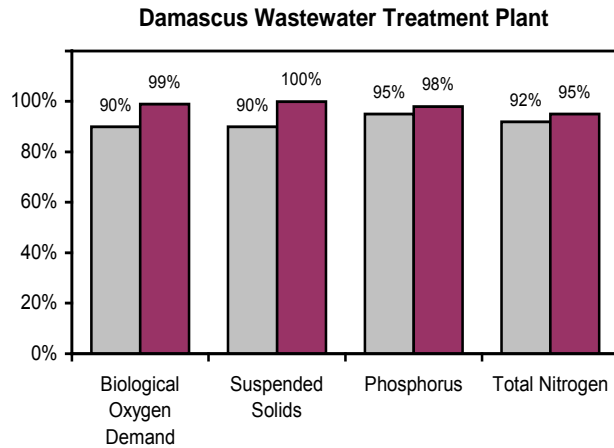 Damascus Wastewater Treatment Plant
90% 99% 90% 100% 95% 98% 92% 95%
100%
80%
60%
40%
20%
0%
Biological
Oxygen
Demand
Suspended
Solids
Phosphorus
Total Nitrogen